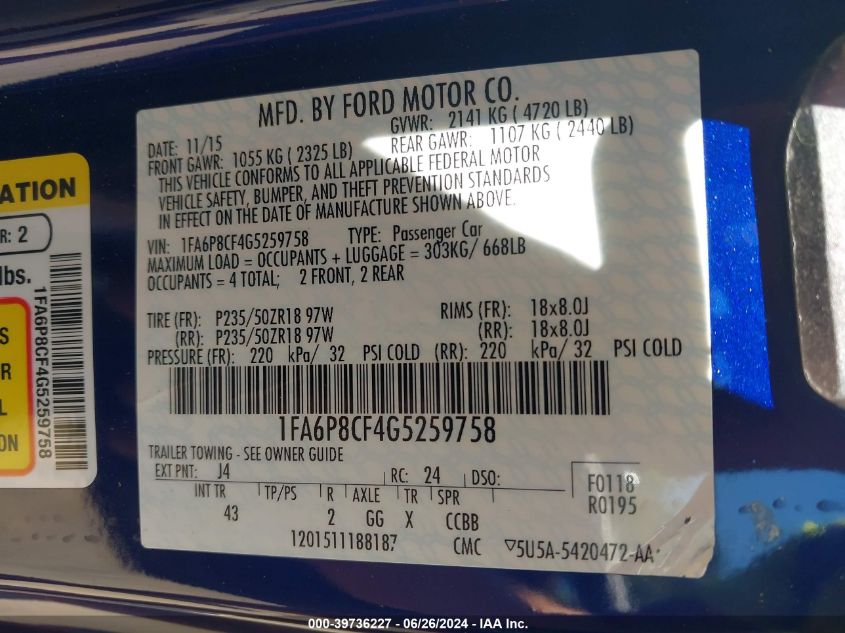 MFD. BY FORD MOTOR CO.
DATE: 11/15 GVWR: 2141 KG ( 4720 LB)
FRONT GAWR: 1055 KG ( 2325 LB) REAR GAWR: 1107 KG ( 2440 LB)
THIS VEHICLE CONFORMS TO ALL APPLICABLE FEDERAL MOTOR
VEHICLE SAFETY, BUMPER, AND THEFT PREVENTION STANDARDS
IN EFFECT ON THE DATE OF MANUFACTURE SHOWN ABOVE.
VIN: 1FA6P8CF4G5259758 TYPE: Passenger Car
MAXIMUM LOAD = OCCUPANTS + LUGGAGE = 303KG/ 668LB
OCCUPANTS = 4 TOTAL; 2 FRONT, 2 REAR
TIRE (FR): P235/50ZR18 97W RIMS (FR): 18x8.0J
(RR): P235/50ZR18 97W (RR): 18x8.0J
PRESSURE (FR): 220 kPa/ 32 PSI COLD (RR): 220 kPa/ 32 PSI COLD
1FA6P8CF4G5259758
TRAILER TOWING - SEE OWNER GUIDE
EXT PNT: J4 RC: 24 DSO: F0118
R0195
INT TR TP/PS R AXLE TR SPR
43 2 GG X CCBB
1201511188187 CMC ▽5U5A-5420472-AA
ATION
R: 2
lbs.
S
R
L
ON
1FA6P8CF4G5259758
000-39736227 - 06/26/2024 - IAA Inc.